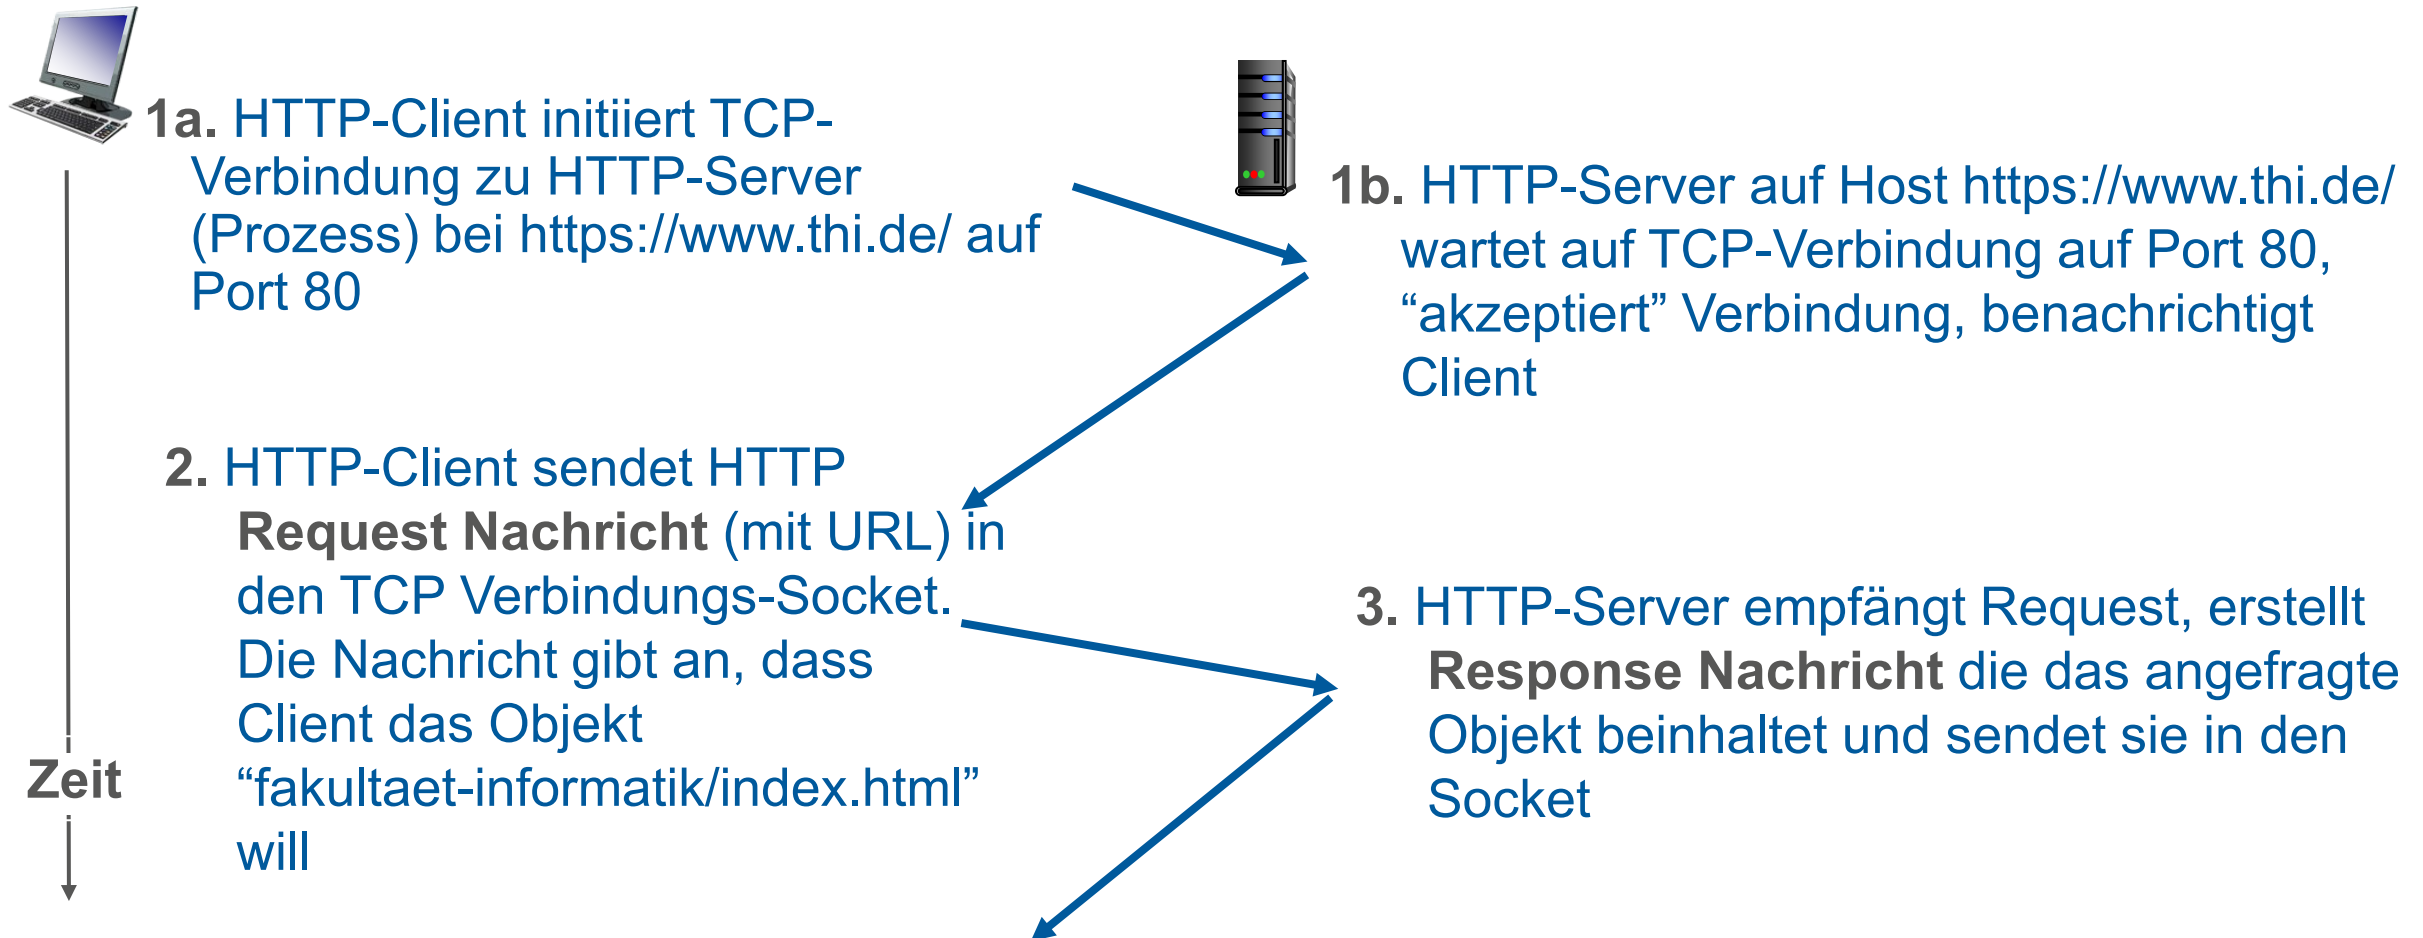 1a. HTTP-Client initiiert TCP-
Verbindung zu HTTP-Server
(Prozess) bei https://www.thi.de/ auf
Port 80
1b. HTTP-Server auf Host https://www.thi.de/
wartet auf TCP-Verbindung auf Port 80,
“akzeptiert” Verbindung, benachrichtigt
Client
2. HTTP-Client sendet HTTP
Request Nachricht (mit URL) in
den TCP Verbindungs-Socket.
Die Nachricht gibt an, dass
Client das Objekt
“fakultaet-informatik/index.html”
will
3. HTTP-Server empfängt Request, erstellt
Response Nachricht die das angefragte
Objekt beinhaltet und sendet sie in den
Socket
Zeit